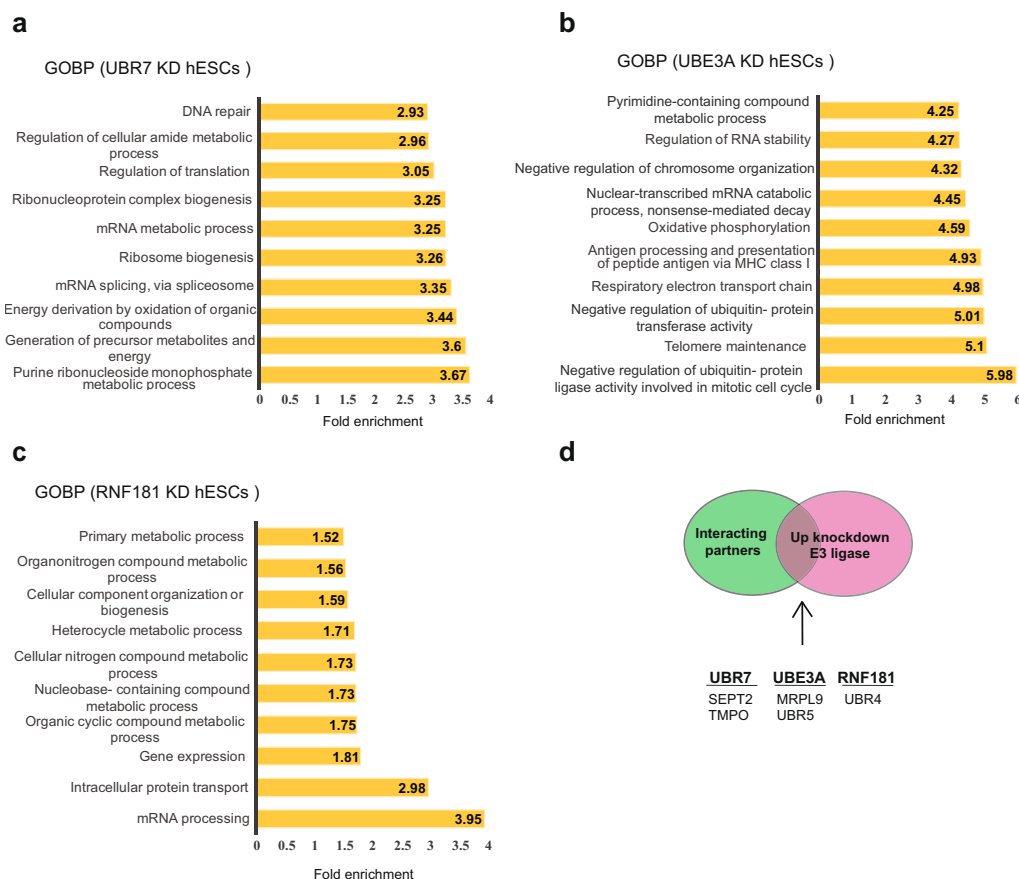 a
GOBP (UBR7 KD hESCs )
DNA repair
2.93
Regulation of cellular amide metabolic
process
2.96
Regulation of translation
3.05
Ribonucleoprotein complex biogenesis
3.25
mRNA metabolic process
3.25
Ribosome biogenesis
3.26
mRNA splicing, via spliceosome
3.35
Energy derivation by oxidation of organic
compounds
3.44
Generation of precursor metabolites and
energy
3.6
Purine ribonucleoside monophosphate
metabolic process
3.67
0 0.5 1 1.5 2 2.5 3 3.5 4
Fold enrichment
b
GOBP (UBE3A KD hESCs )
Pyrimidine-containing compound
metabolic process
4.25
Regulation of RNA stability
4.27
Negative regulation of chromosome organization
4.32
Nuclear-transcribed mRNA catabolic
process, nonsense-mediated decay
4.45
Oxidative phosphorylation
4.59
Antigen processing and presentation
of peptide antigen via MHC class I
4.93
Respiratory electron transport chain
4.98
Negative regulation of ubiquitin- protein
transferase activity
5.01
Telomere maintenance
5.1
Negative regulation of ubiquitin- protein
ligase activity involved in mitotic cell cycle
5.98
0 1 2 3 4 5 6
Fold enrichment
c
GOBP (RNF181 KD hESCs )
Primary metabolic process
1.52
Organonitrogen compound metabolic
process
1.56
Cellular component organization or
biogenesis
1.59
Heterocycle metabolic process
1.71
Cellular nitrogen compound metabolic
process
1.73
Nucleobase- containing compound
metabolic process
1.73
Organic cyclic compound metabolic
process
1.75
Gene expression
1.81
Intracellular protein transport
2.98
mRNA processing
3.95
0 0.5 1 1.5 2 2.5 3 3.5 4
Fold enrichment
d
Interacting
partners
Up knockdown
E3 ligase
UBR7 UBE3A RNF181
SEPT2 MRPL9 UBR4
TMPO UBR5